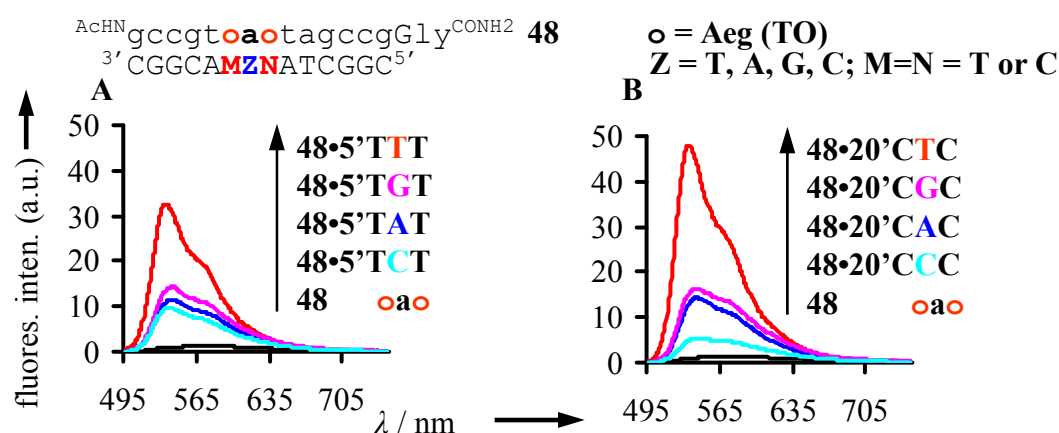 AcHNgccgtoaotagccgGlyCONH2 48
3'CGGCAMZNATCGGC5'
o = Aeg (TO)
Z = T, A, G, C; M=N = T or C
A
50
40
30
20
10
0
495 565 635 705
48•5'TTT
48•5'TGT
48•5'TAT
48•5'TCT
48 oao
B
50
40
30
20
10
0
495 565 635 705
48•20'CTC
48•20'CGC
48•20'CAC
48•20'CCC
48 oao
fluores. inten. (a.u.)
λ / nm